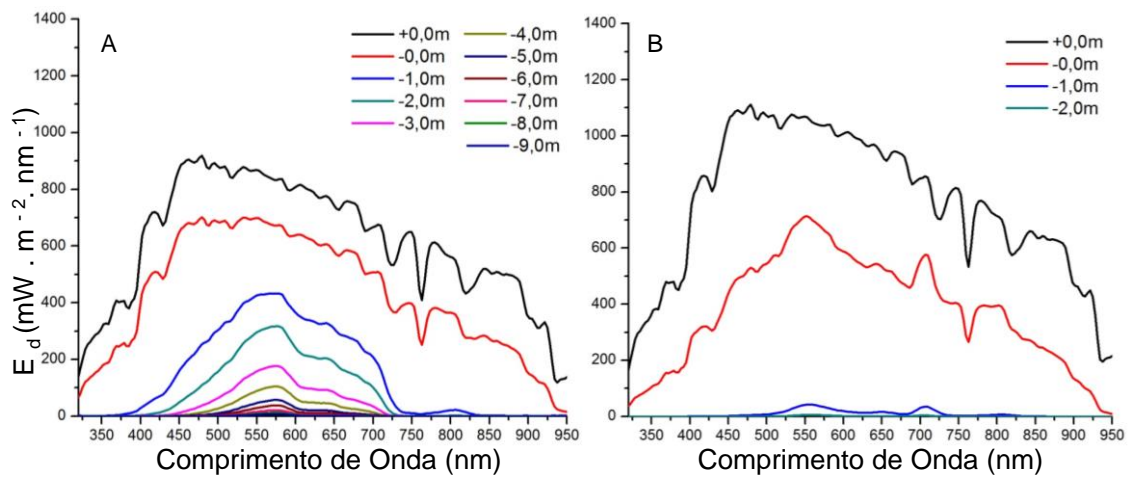 A
1400
1200
1000
800
600
400
200
0
E d (mW . m - 2 . nm - 1)
+0,0m
-0,0m
-1,0m
-2,0m
-3,0m
-4,0m
-5,0m
-6,0m
-7,0m
-8,0m
-9,0m
350 400 450 500 550 600 650 700 750 800 850 900 950
Comprimento de Onda (nm)
B
1400
1200
1000
800
600
400
200
0
+0,0m
-0,0m
-1,0m
-2,0m
350 400 450 500 550 600 650 700 750 800 850 900 950
Comprimento de Onda (nm)